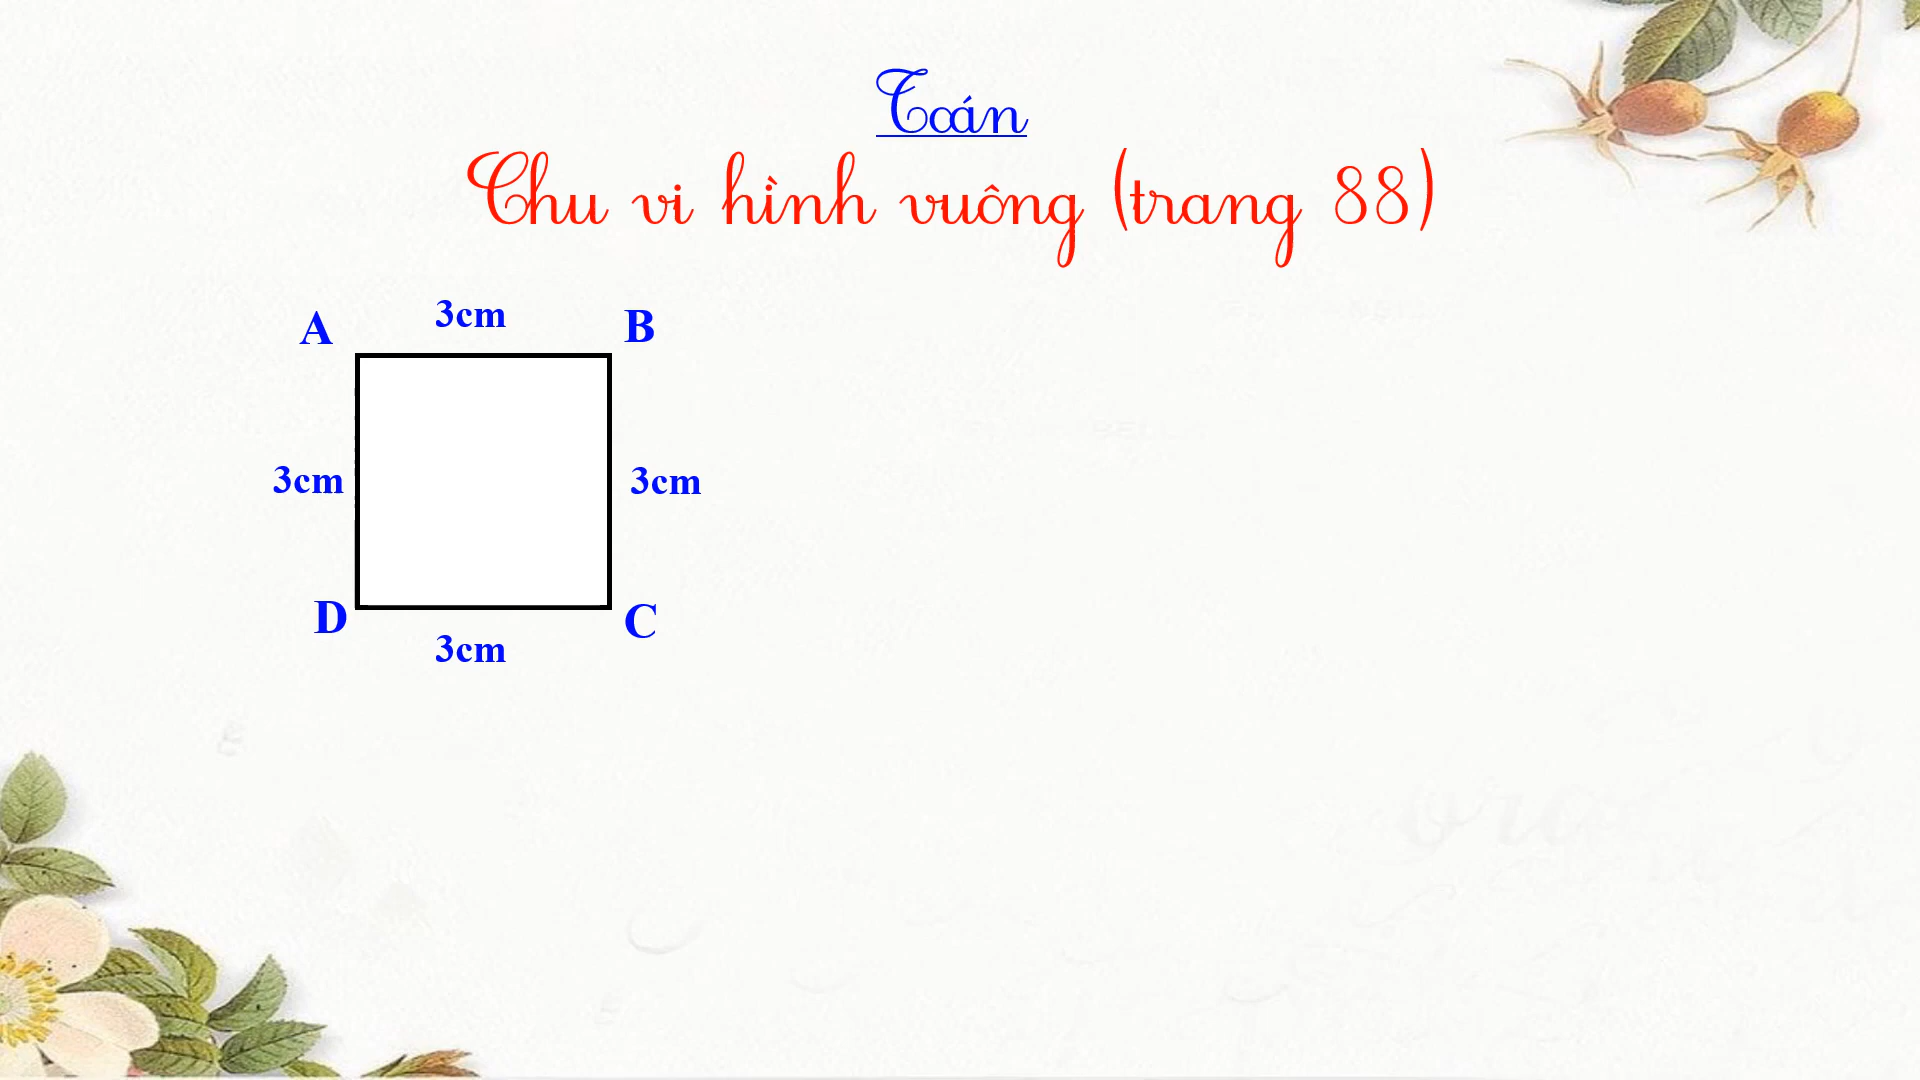 Toán
Chu vi hình vuông (trang 88)
3cm
A B
3cm 3cm
D C
3cm